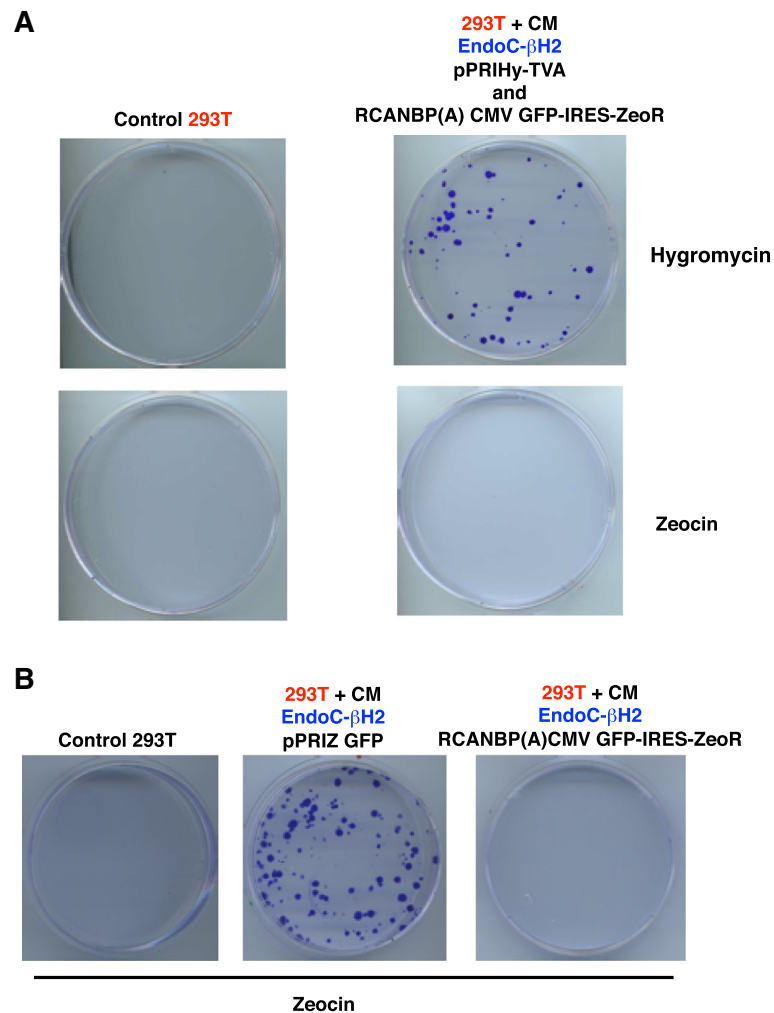 A
293T + CM
EndoC-βH2
pPRIHy-TVA
and
RCANBP(A) CMV GFP-IRES-ZeoR
Control 293T
Hygromycin
Zeocin
B
293T + CM
EndoC-βH2
pPRIZ GFP
293T + CM
EndoC-βH2
RCANBP(A)CMV GFP-IRES-ZeoR
Control 293T
Zeocin